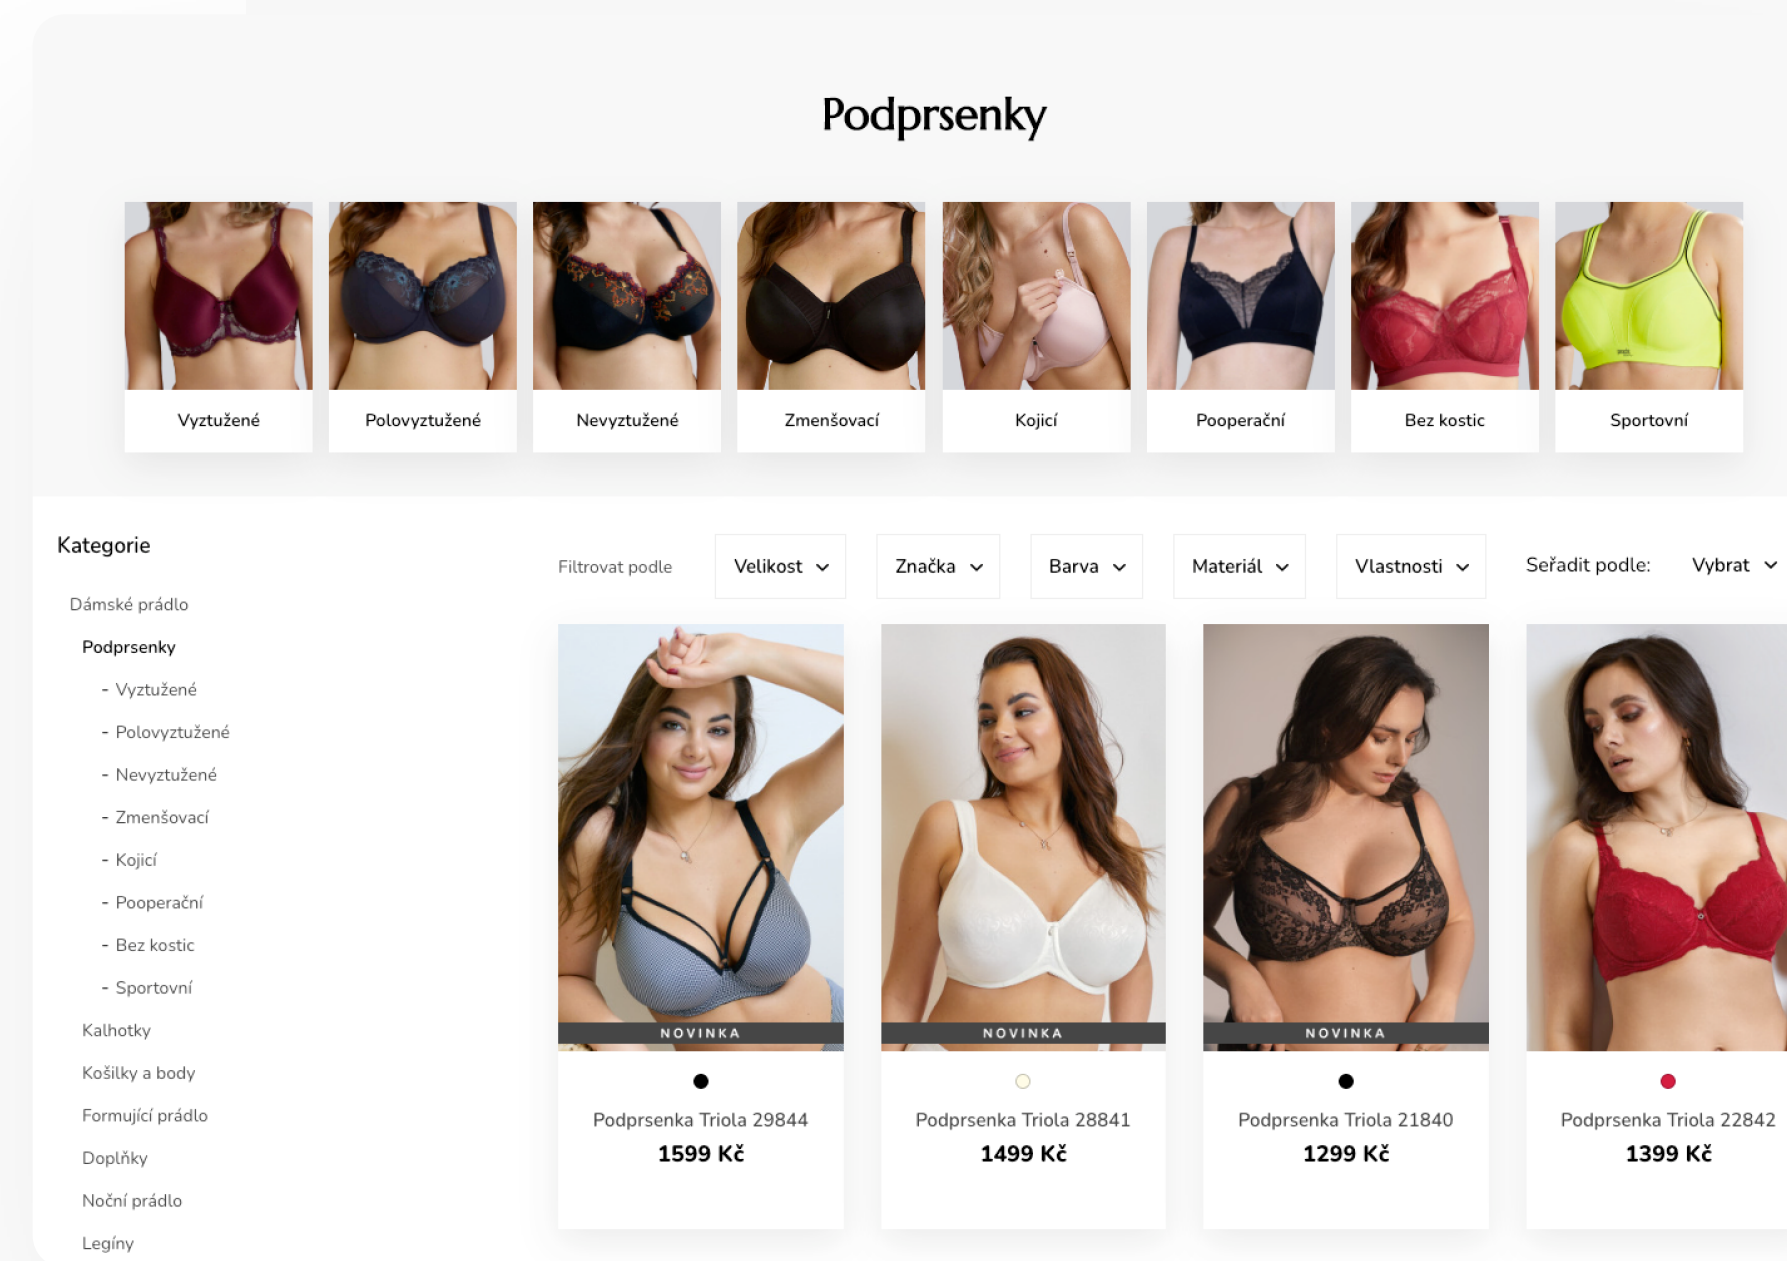 Podprsenky
Vyztužené
Polovyztužené
Nevyztužené
Zmenšovací
Kojicí
Pooperační
Bez kostic
Sportovní
Kategorie
Dámské prádlo
Podprsenky
- Vyztužené
- Polovyztužené
- Nevyztužené
- Zmenšovací
- Kojicí
- Pooperační
- Bez kostic
- Sportovní
Kalhotky
Košilky a body
Formující prádlo
Doplňky
Noční prádlo
Legíny
Filtrovat podle
Velikost
Značka
Barva
Materiál
Vlastnosti
Seřadit podle:
Vybrat
NOVINKA
Podprsenka Triola 29844
1599 Kč
NOVINKA
Podprsenka Triola 28841
1499 Kč
NOVINKA
Podprsenka Triola 21840
1299 Kč
Podprsenka Triola 22842
1399 Kč